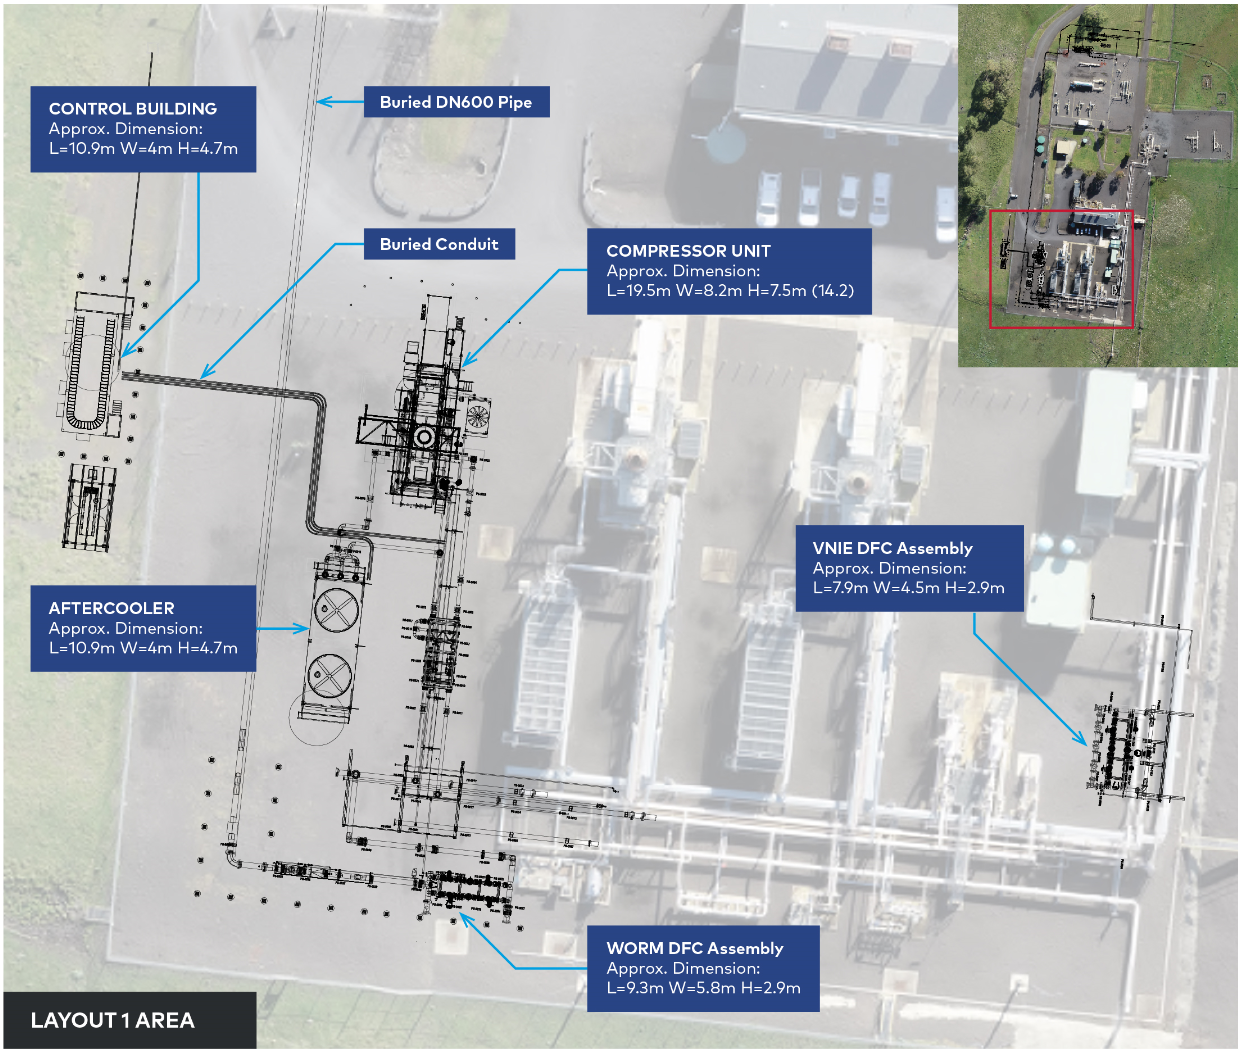 CONTROL BUILDING
Approx. Dimension:
L=10.9m W=4m H=4.7m
Buried DN600 Pipe
Buried Conduit
COMPRESSOR UNIT
Approx. Dimension:
L=19.5m W=8.2m H=7.5m (14.2)
VNIE DFC Assembly
Approx. Dimension:
L=7.9m W=4.5m H=2.9m
AFTERCOOLER
Approx. Dimension:
L=10.9m W=4m H=4.7m
WORM DFC Assembly
Approx. Dimension:
L=9.3m W=5.8m H=2.9m
LAYOUT 1 AREA